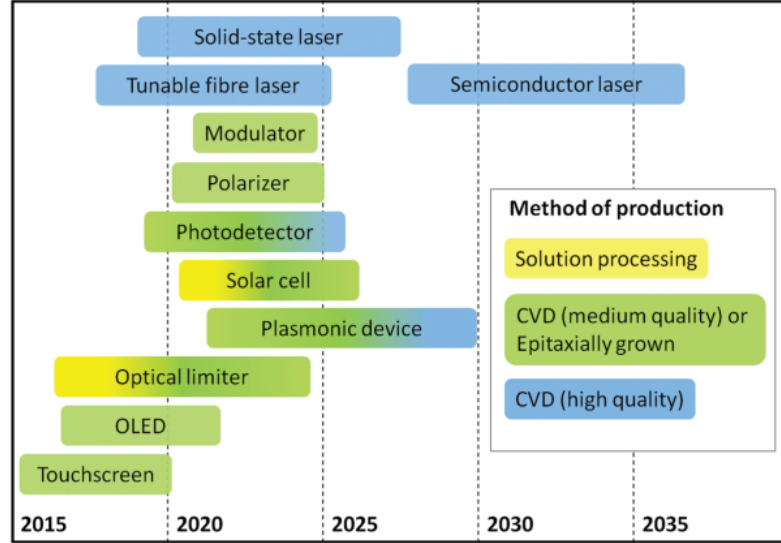 Solid-state laser
Tunable fibre laser
Semiconductor laser
Modulator
Polarizer
Photodetector
Solar cell
Plasmonic device
Optical limiter
OLED
Touchscreen
Method of production
Solution processing
CVD (medium quality) or
Epitaxially grown
CVD (high quality)
2015 2020 2025 2030 2035